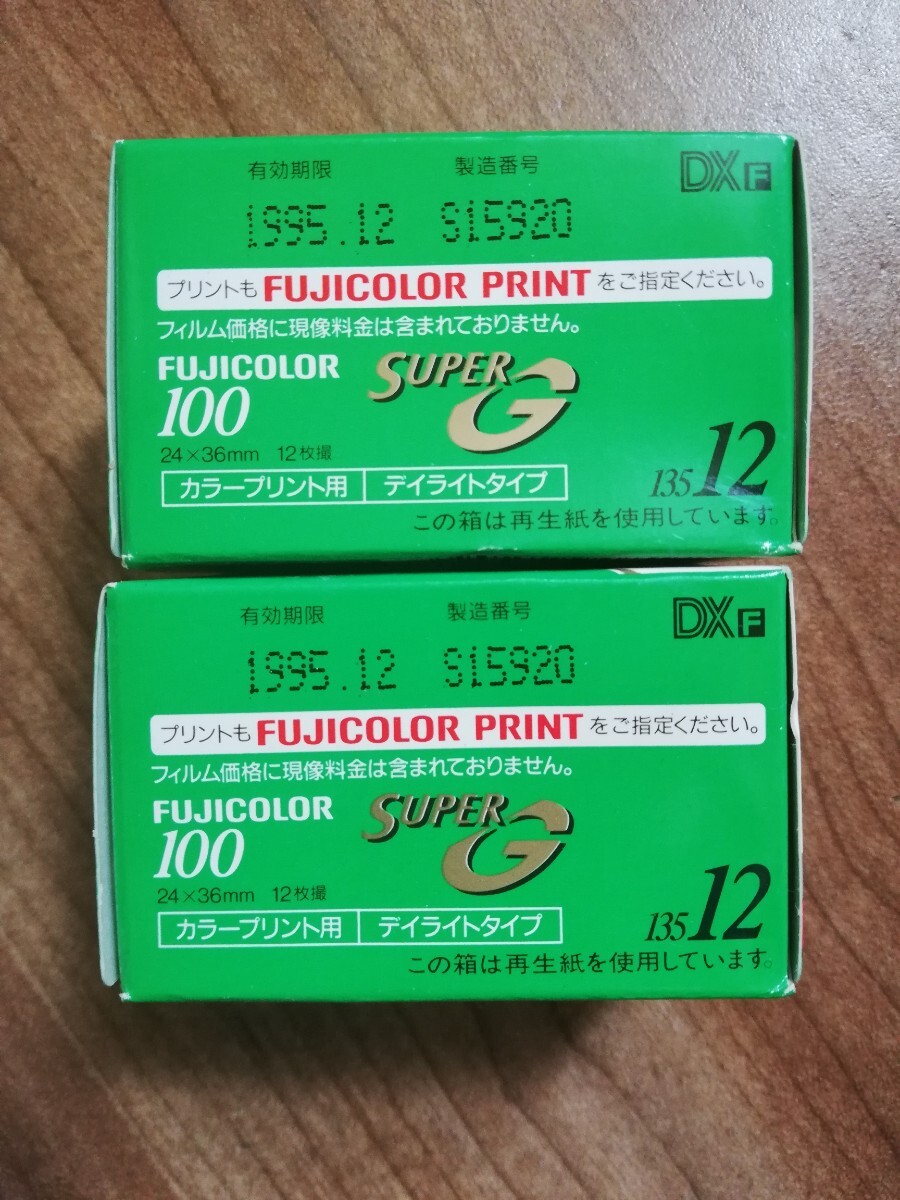 有効期限 製造番号 DX F
1995.12 S15920
プリントも FUJICOLOR PRINT をご指定ください。
フィルム価格に現像料金は含まれておりません。
FUJICOLOR SUPER G
100
24×36mm 12枚撮
カラープリント用 デイライトタイプ 135 12
この箱は再生紙を使用しています。
有効期限 製造番号 DX F
1995.12 S15920
プリントも FUJICOLOR PRINT をご指定ください。
フィルム価格に現像料金は含まれておりません。
FUJICOLOR SUPER G
100
24×36mm 12枚撮
カラープリント用 デイライトタイプ 135 12
この箱は再生紙を使用しています。